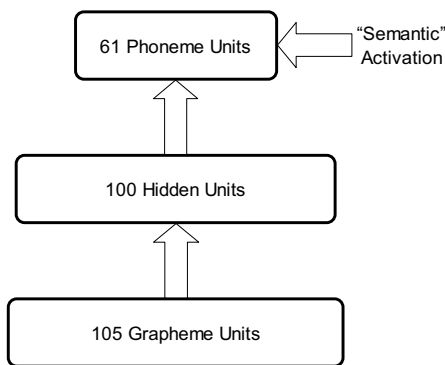 61 Phoneme Units
“Semantic”
Activation
100 Hidden Units
105 Grapheme Units